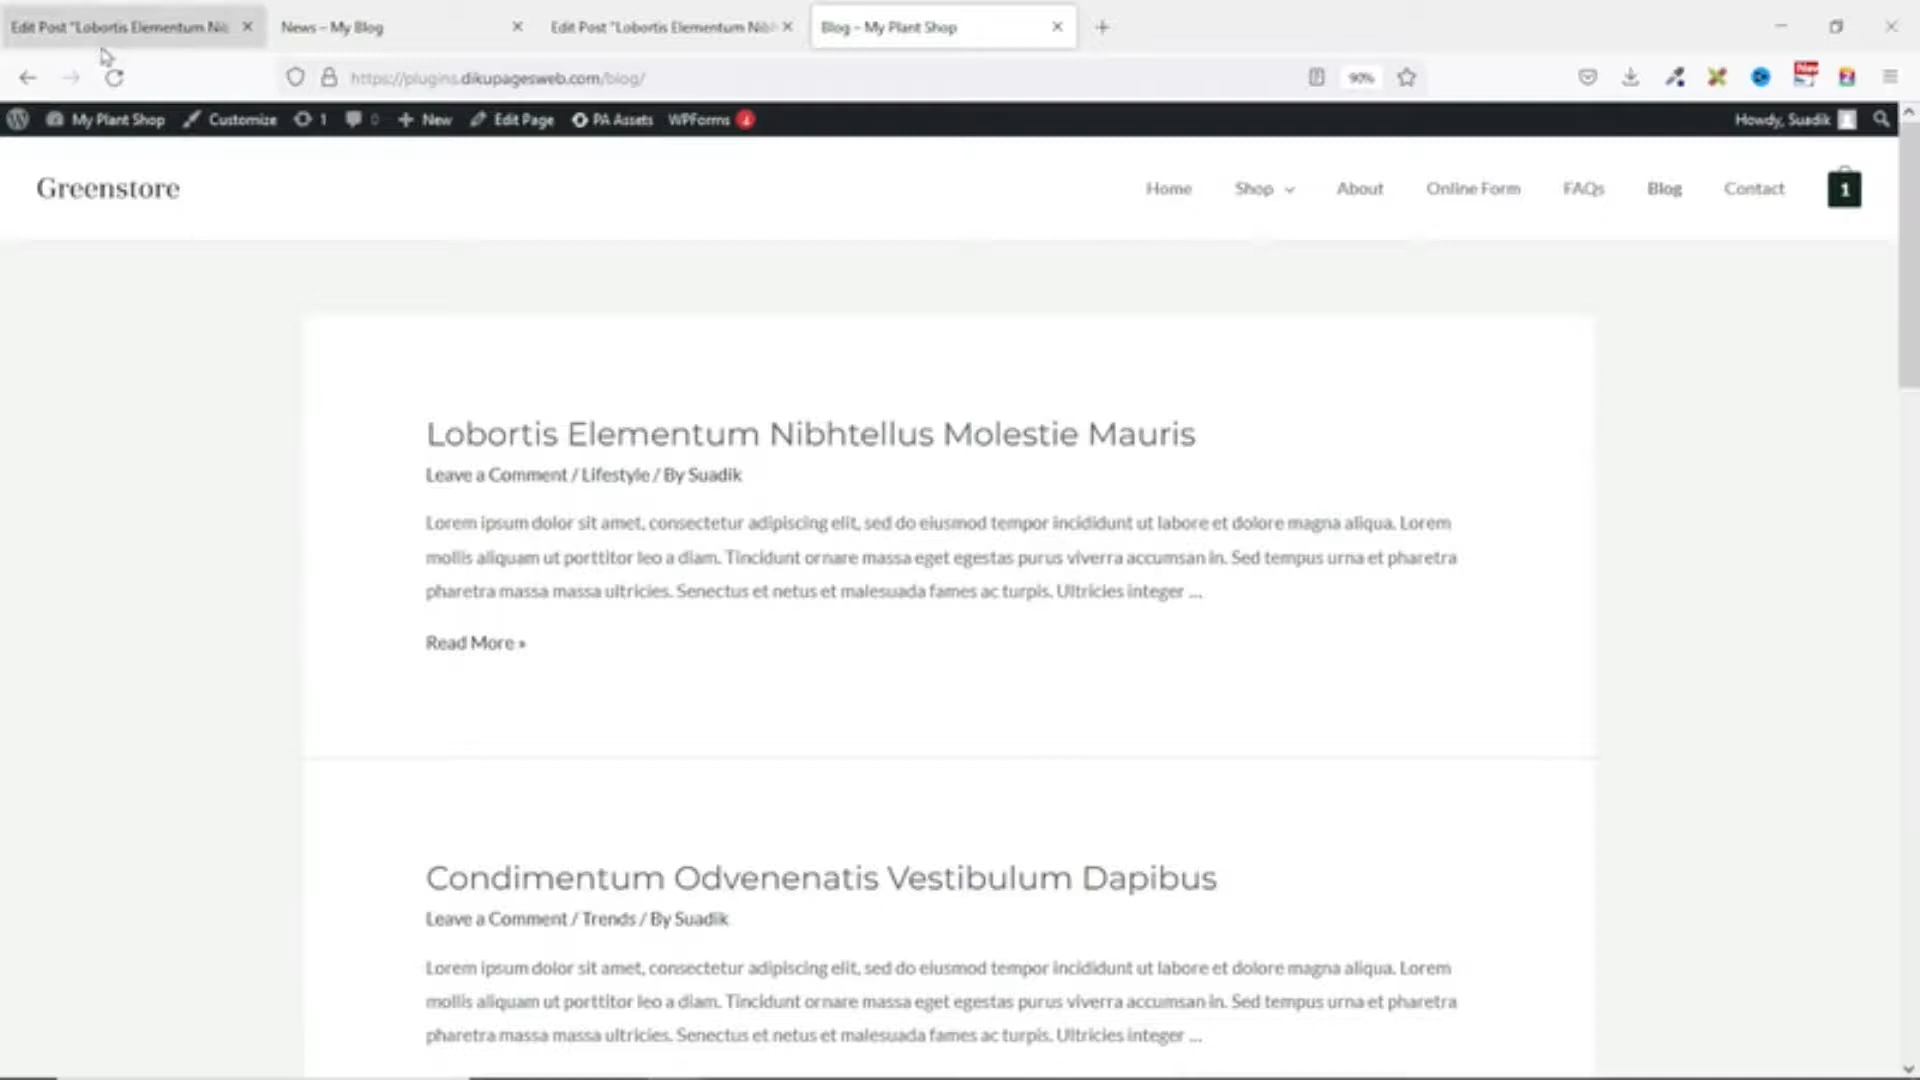 Edit Post "Lobortis Elementum Nib
News – My Blog
Edit Post "Lobortis Elementum Nibh
Blog – My Plant Shop
https://plugins.dikupagesweb.com/blog/
90%
My Plant Shop
Customize
1
0
New
Edit Page
PA Assets
WPForms
Howdy, Suadik
Greenstore
Home
Shop
About
Online Form
FAQs
Blog
Contact
1
Lobortis Elementum Nibhtellus Molestie Mauris
Leave a Comment / Lifestyle / By Suadik
Lorem ipsum dolor sit amet, consectetur adipiscing elit, sed do eiusmod tempor incididunt ut labore et dolore magna aliqua. Lorem
mollis aliquam ut porttitor leo a diam. Tincidunt ornare massa eget egestas purus viverra accumsan in. Sed tempus urna et pharetra
pharetra massa massa ultricies. Senectus et netus et malesuada fames ac turpis. Ultricies integer ...
Read More »
Condimentum Odvenenatis Vestibulum Dapibus
Leave a Comment / Trends / By Suadik
Lorem ipsum dolor sit amet, consectetur adipiscing elit, sed do eiusmod tempor incididunt ut labore et dolore magna aliqua. Lorem
mollis aliquam ut porttitor leo a diam. Tincidunt ornare massa eget egestas purus viverra accumsan in. Sed tempus urna et pharetra
pharetra massa massa ultricies. Senectus et netus et malesuada fames ac turpis. Ultricies integer ...